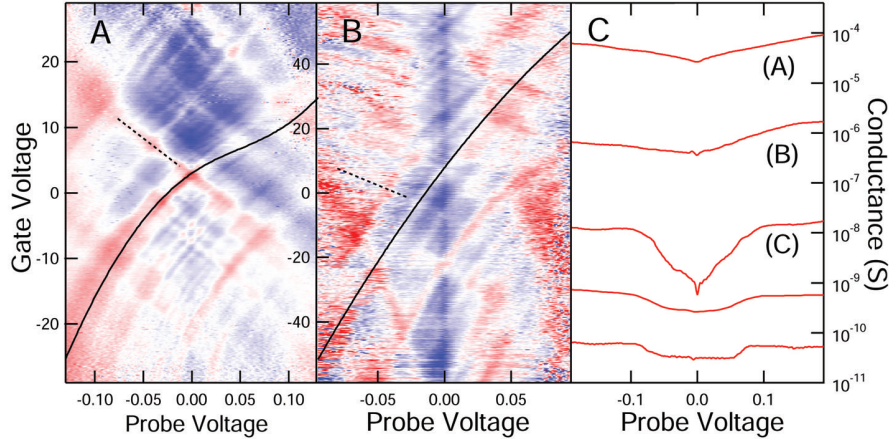 A
B
C
Gate Voltage
20
10
0
-10
-20
40
20
0
-20
-40
-0.10
-0.05
0.00
0.05
0.10
Probe Voltage
-0.05
0.00
0.05
Probe Voltage
(A)
(B)
(C)
-0.1
0.0
0.1
Probe Voltage
10⁻⁴
10⁻⁵
10⁻⁶
10⁻⁷
10⁻⁸
10⁻⁹
10⁻¹⁰
10⁻¹¹
Conductance (S)